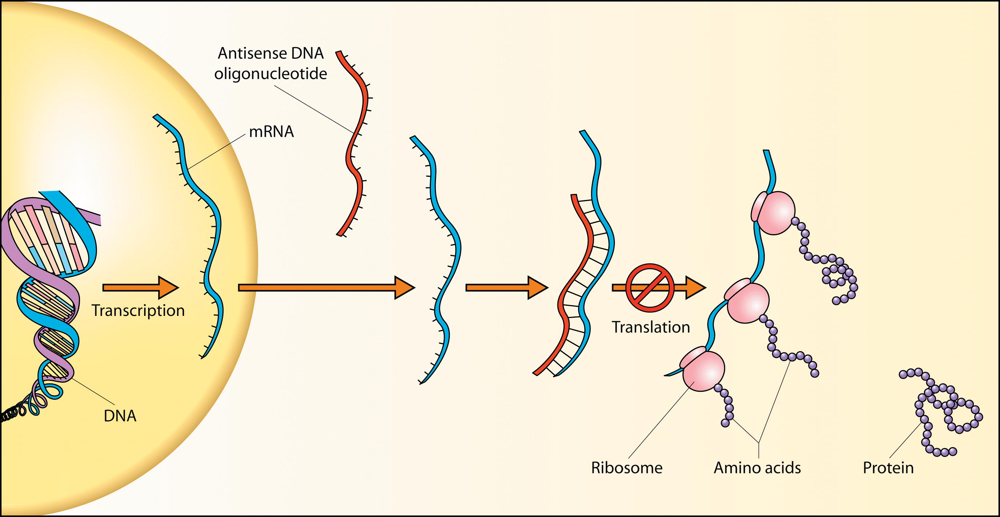 Antisense DNA
oligonucleotide
mRNA
Transcription
Translation
DNA
Ribosome
Amino acids
Protein